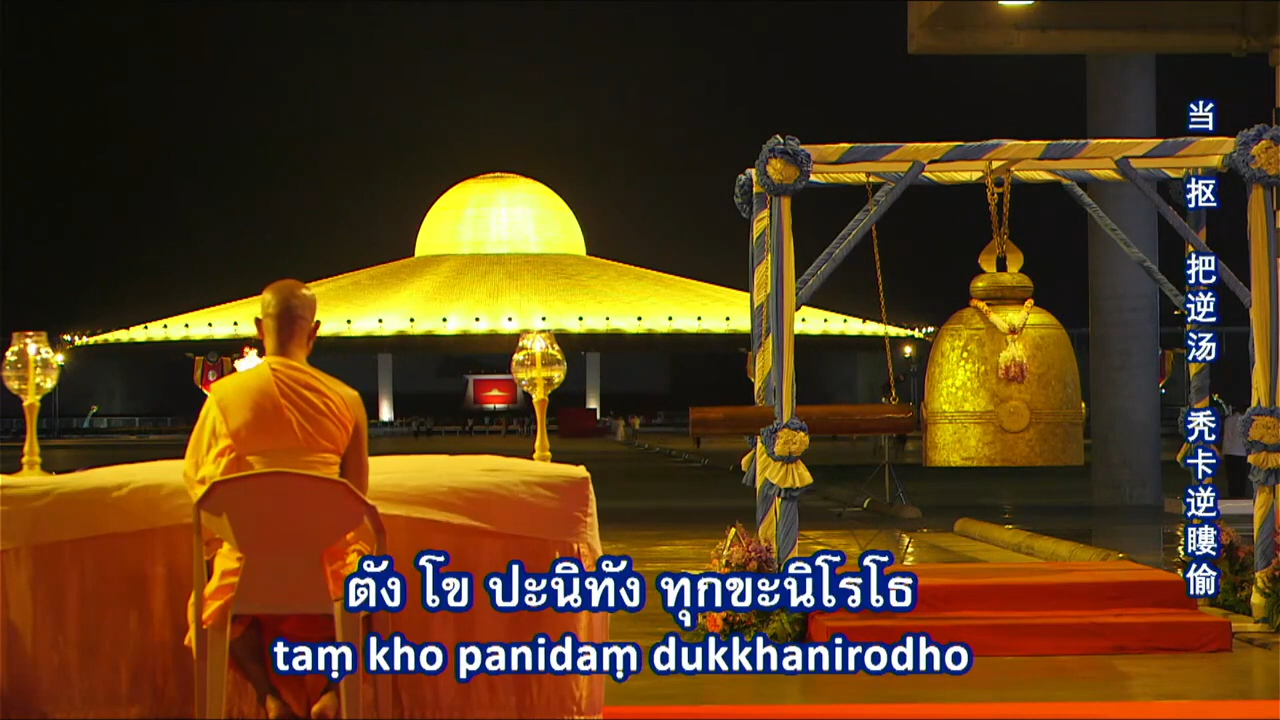 ตัง โข ปะนิทัง ทุกขะนิโรโธ
taṃ kho panidaṃ dukkhanirodho
当 抠 把逆汤 秃卡逆瞜偷